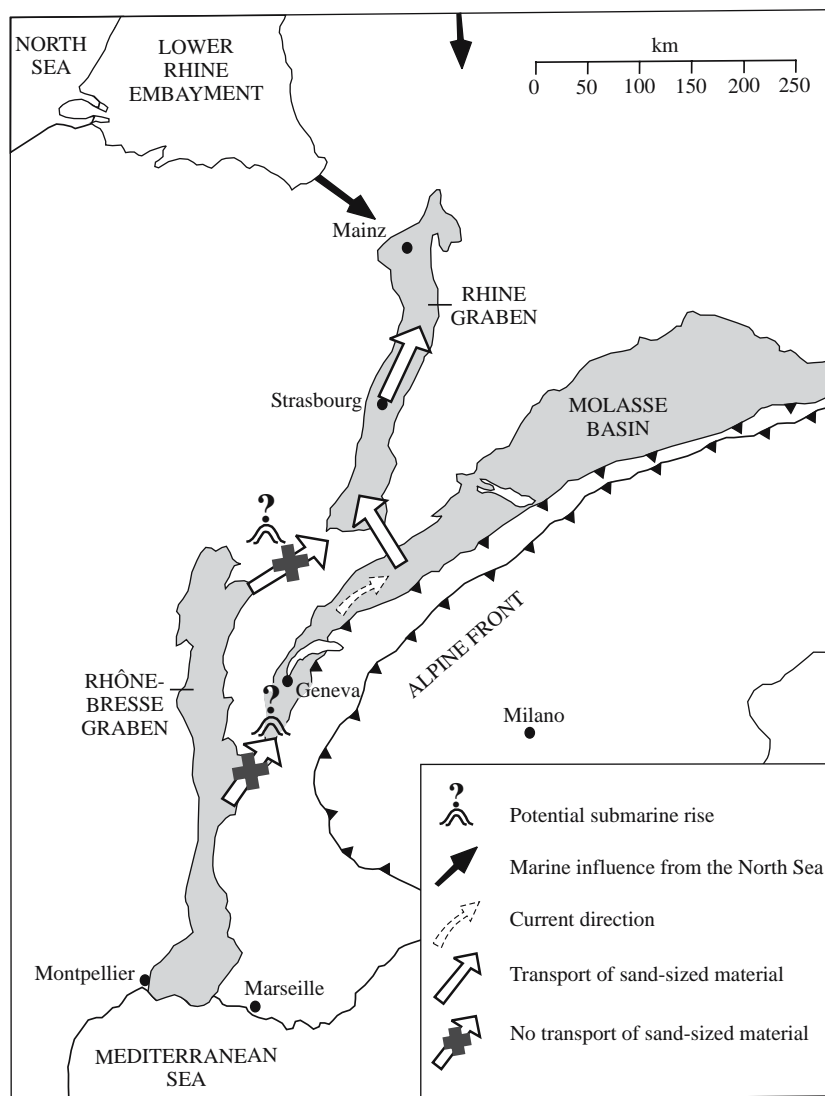 NORTH
SEA
LOWER
RHINE
EMBAYMENT
km
0 50 100 150 200 250
Mainz
RHINE
GRABEN
Strasbourg
MOLASSE
BASIN
?
ALPINE FRONT
RHÔNE-
BRESSE
GRABEN
Geneva
?
Milano
Montpellier
Marseille
MEDITERRANEAN
SEA
? Potential submarine rise
Marine influence from the North Sea
Current direction
Transport of sand-sized material
No transport of sand-sized material